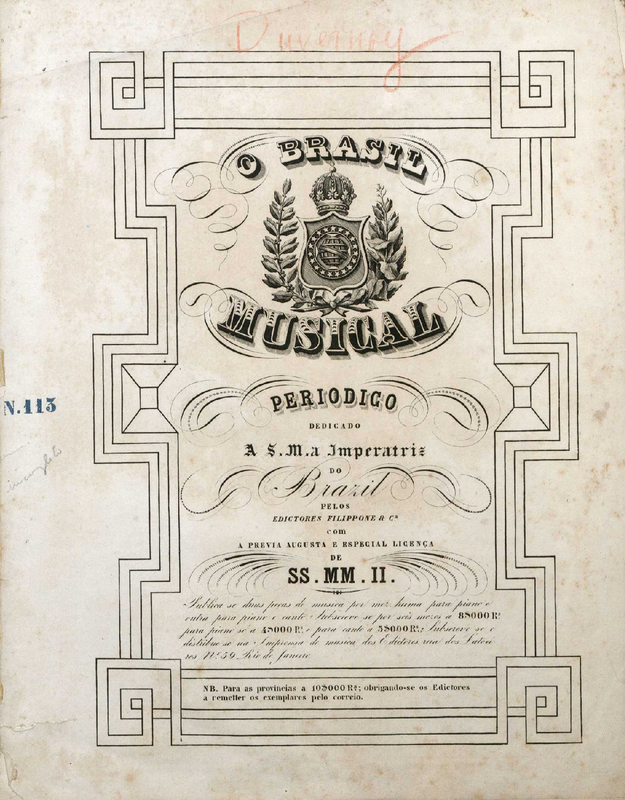 Duvernoy
O BRASIL
MUSICAL
N.113
PERIODICO
DEDICADO
A S.M.a Imperatriz
DO
Brazil
PELOS
EDICTORES FILIPPONE & Cª
com
A PREVIA AUGUSTA E ESPECIAL LICENÇA
DE
SS.MM.II.
Publica se duas peças de musica por mez huma para piano e
outra para piano e canto. Subscreve se por seis mezes a 8$000 Rˢ
para piano só a 4$000 Rˢ e para canto a 5$000 Rˢ; Subscreve se e
distribue se na Imprensa de musica dos Edictores rua dos Latoei
ros Nº 59. Rio de Janeiro
NB. Para as provincias a 10$000 Rˢ; obrigando-se os Edictores
a remetter os exemplares pelo correio.